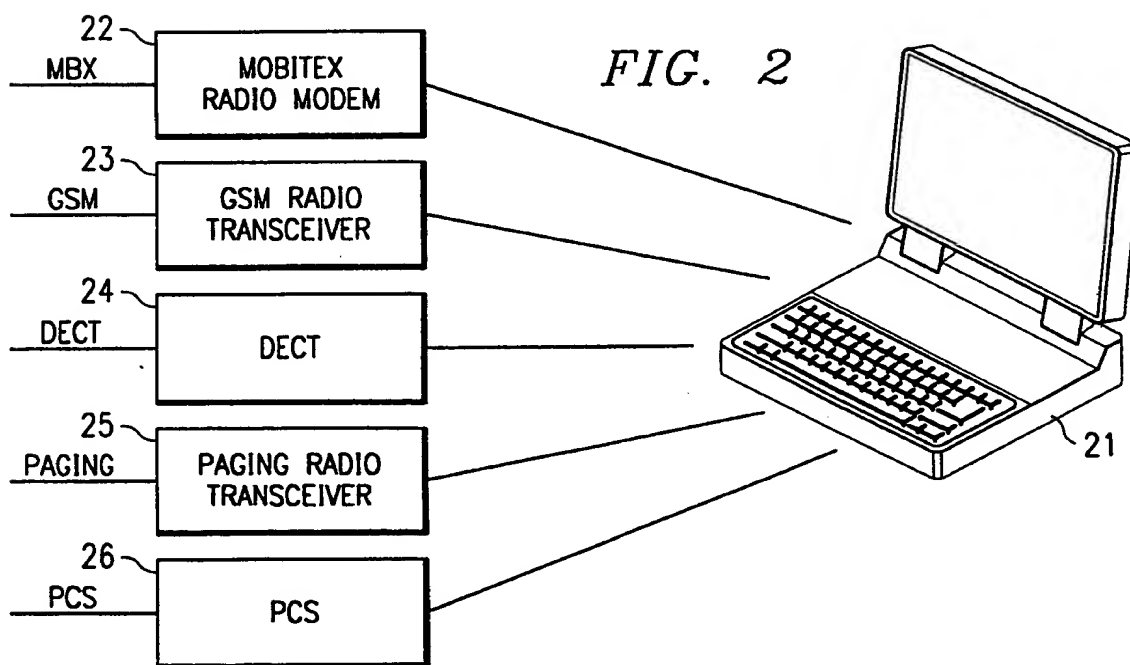 FIG. 2
22
MBX
MOBITEX
RADIO MODEM
23
GSM
GSM RADIO
TRANSCEIVER
24
DECT
DECT
25
PAGING
PAGING RADIO
TRANSCEIVER
26
PCS
PCS
21